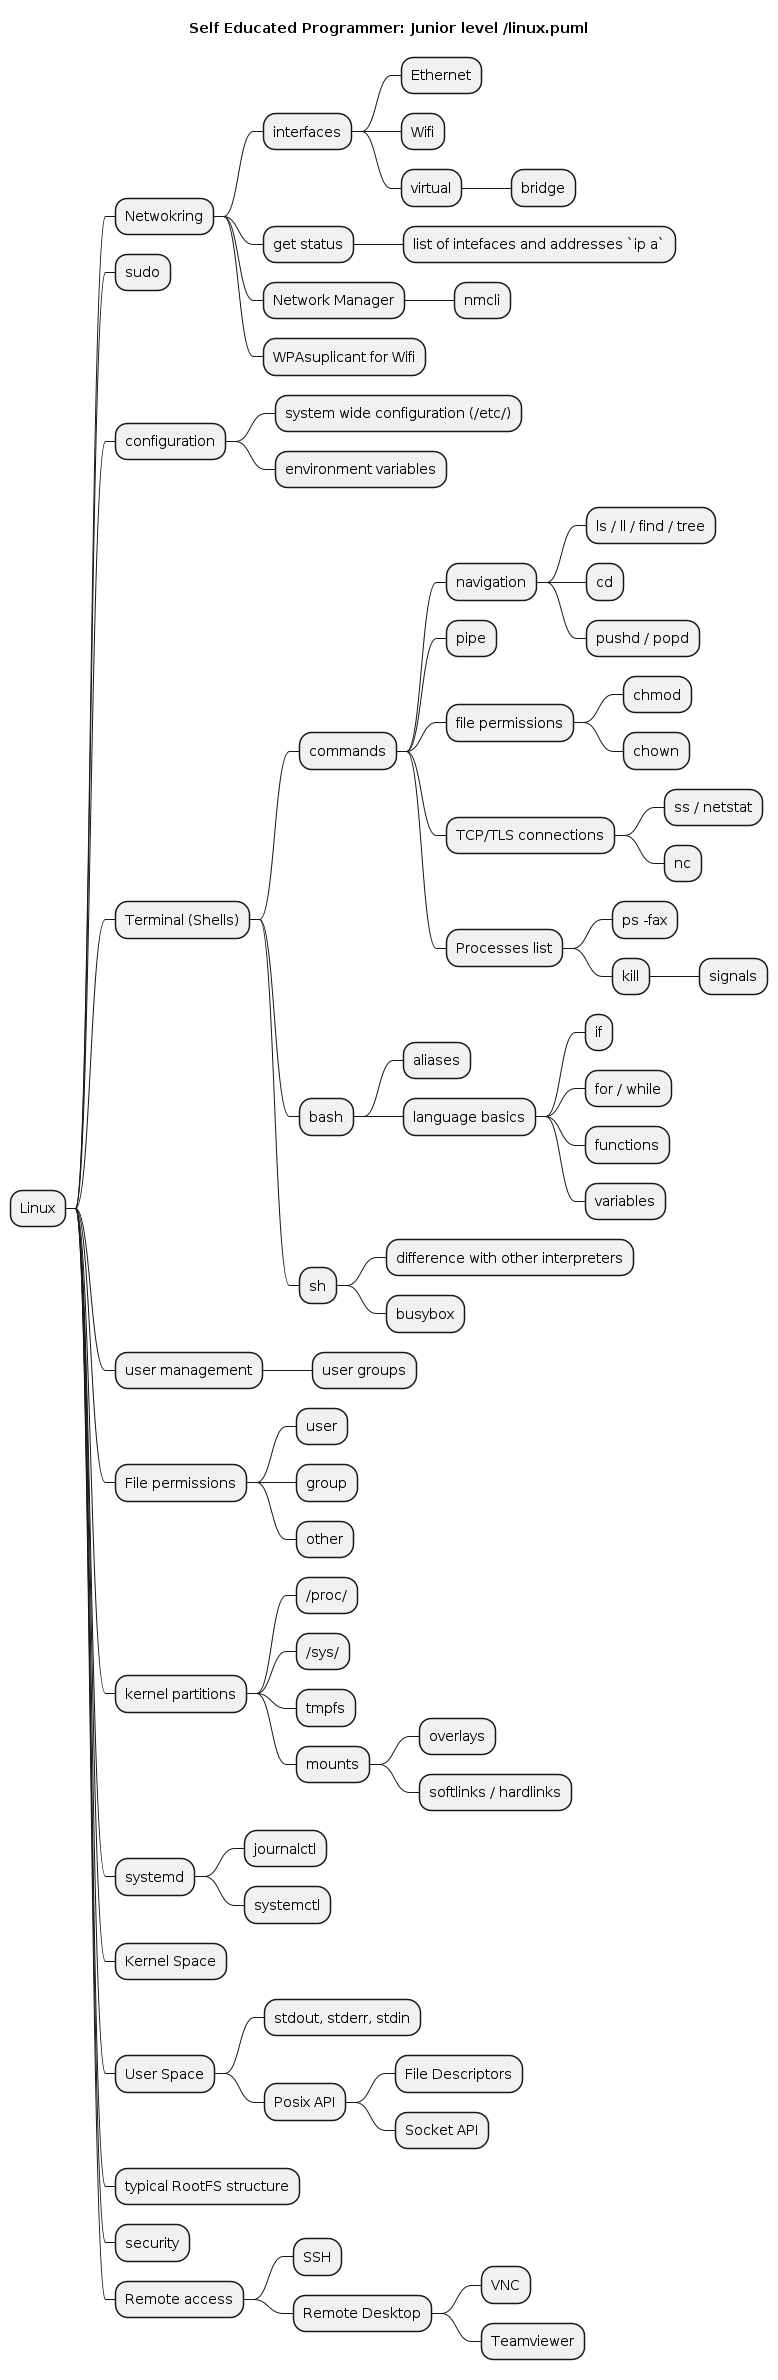 Self Educated Programmer: Junior level /linux.puml
Linux
Netwokring
interfaces
Ethernet
Wifi
virtual
bridge
get status
list of intefaces and addresses `ip a`
Network Manager
nmcli
WPAsuplicant for Wifi
sudo
configuration
system wide configuration (/etc/)
environment variables
Terminal (Shells)
commands
navigation
ls / ll / find / tree
cd
pushd / popd
pipe
file permissions
chmod
chown
TCP/TLS connections
ss / netstat
nc
Processes list
ps -fax
kill
signals
bash
aliases
language basics
if
for / while
functions
variables
sh
difference with other interpreters
busybox
user management
user groups
File permissions
user
group
other
kernel partitions
/proc/
/sys/
tmpfs
mounts
overlays
softlinks / hardlinks
systemd
journalctl
systemctl
Kernel Space
User Space
stdout, stderr, stdin
Posix API
File Descriptors
Socket API
typical RootFS structure
security
Remote access
SSH
Remote Desktop
VNC
Teamviewer